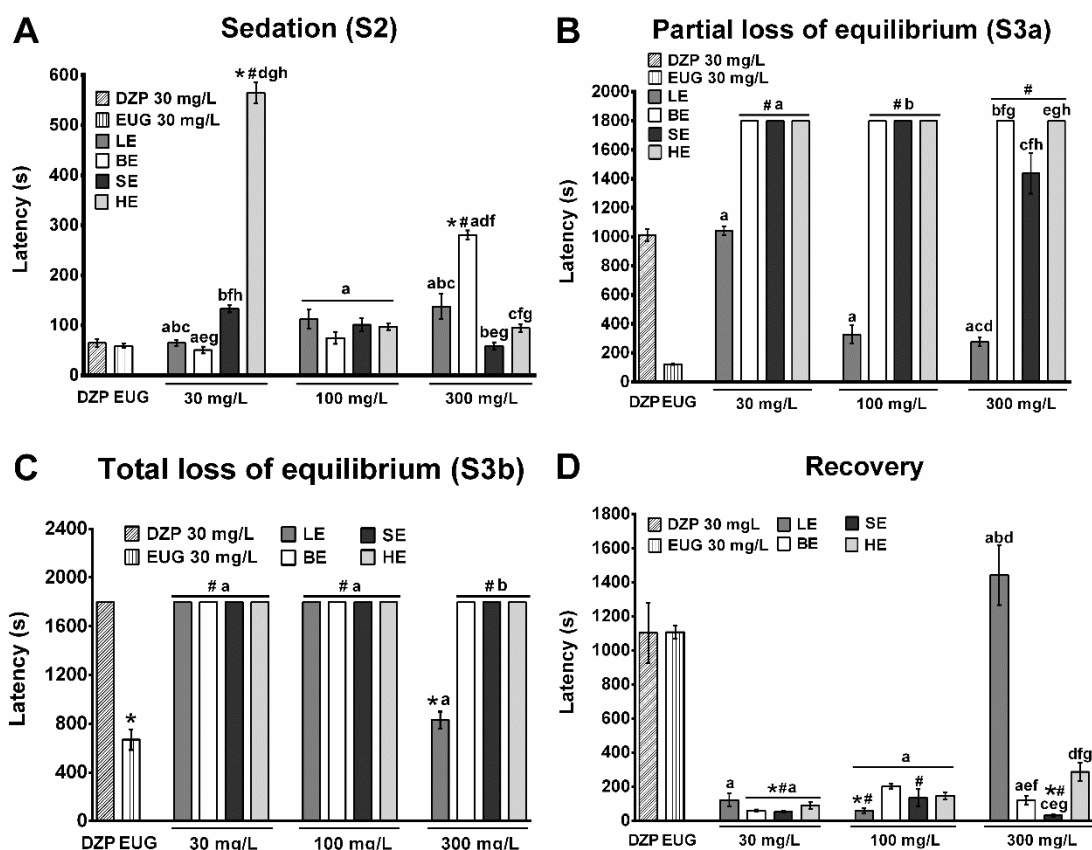 A Sedation (S2)
Latency (s)
600
500
400
300
200
100
0
DZP 30 mg/L
EUG 30 mg/L
LE
BE
SE
HE
*#dgh
*#adf
bfh
abc
aeg
a
abc
beg
cfg
DZP EUG 30 mg/L 100 mg/L 300 mg/L
B Partial loss of equilibrium (S3a)
Latency (s)
2000
1800
1600
1400
1200
1000
800
600
400
200
0
DZP 30 mg/L
EUG 30 mg/L
LE
BE
SE
HE
# a
# b
#
bfg
egh
cfh
a
a
acd
DZP EUG 30 mg/L 100 mg/L 300 mg/L
C Total loss of equilibrium (S3b)
Latency (s)
2400
2000
1600
1200
800
400
0
DZP 30 mg/L LE SE
EUG 30 mg/L BE HE
# a
# a
# b
*
* a
DZP EUG 30 mg/L 100 mg/L 300 mg/L
D Recovery
Latency (s)
1800
1600
1400
1200
1000
800
600
400
200
0
DZP 30 mgL LE SE
EUG 30 mg/L BE HE
abd
a
*#a
a
*#
#
aef
*#
ceg
dfg
DZP EUG 30 mg/L 100 mg/L 300 mg/L